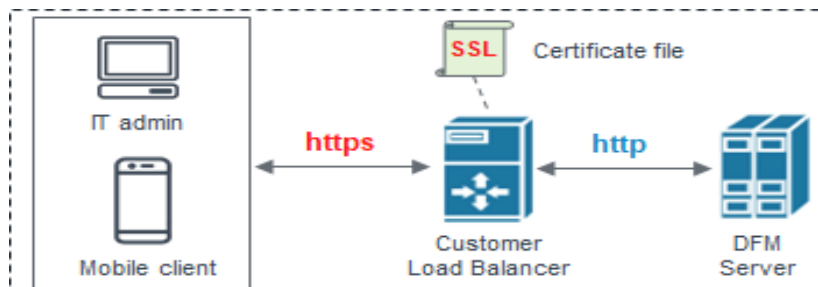 SSL
Certificate file
IT admin
https
http
Mobile client
Customer
Load Balancer
DFM
Server